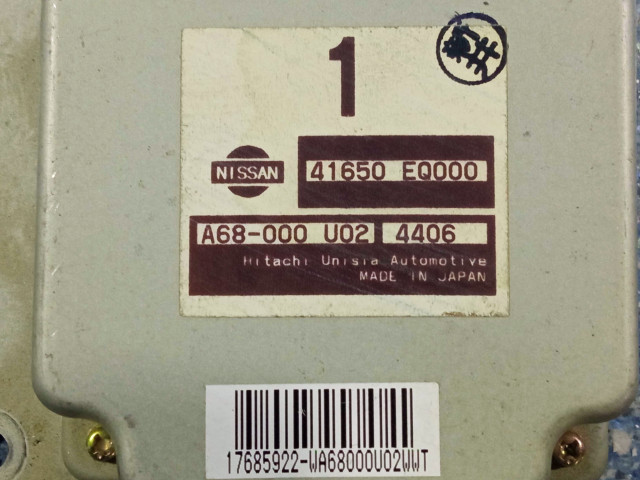 1
NISSAN
41650 EQ000
A68-000 U02 4406
Hitachi Unisia Automotive
MADE IN JAPAN
17685922-WA68000U02WWT